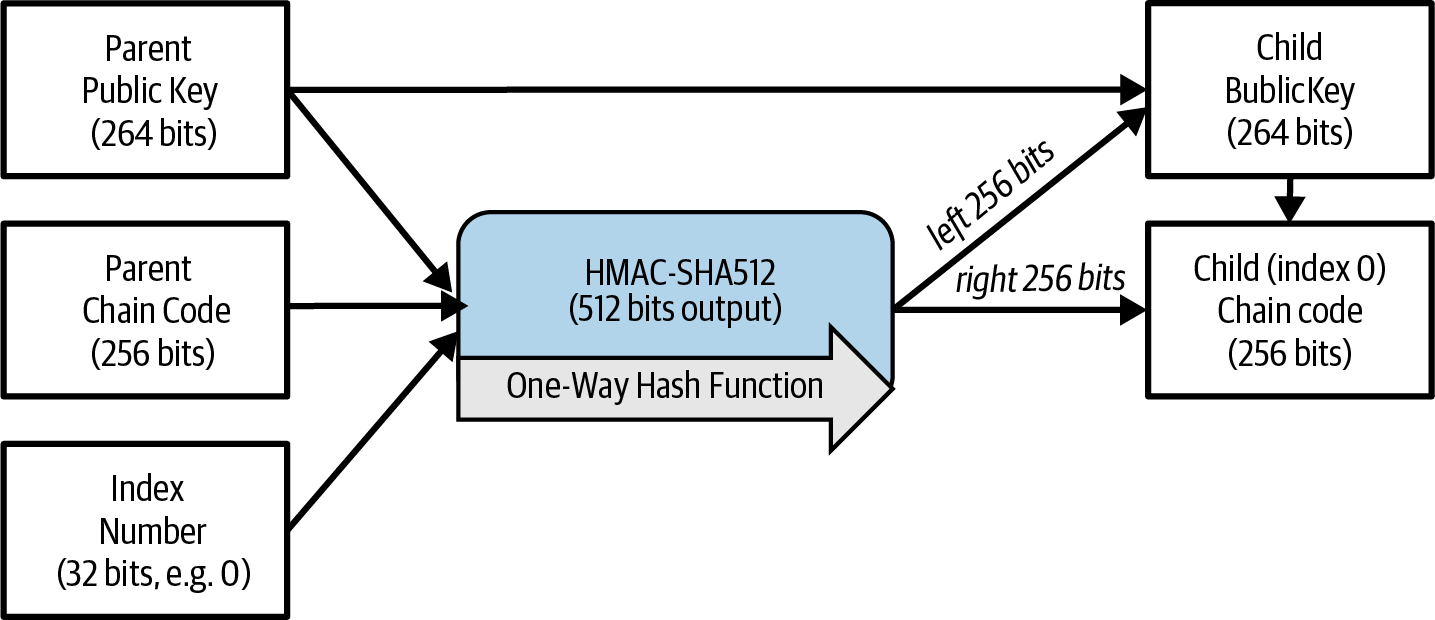 Parent
Public Key
(264 bits)
Child
BublicKey
(264 bits)
left 256 bits
Parent
Chain Code
(256 bits)
HMAC-SHA512
(512 bits output)
right 256 bits
Child (index 0)
Chain code
(256 bits)
One-Way Hash Function
Index
Number
(32 bits, e.g. 0)